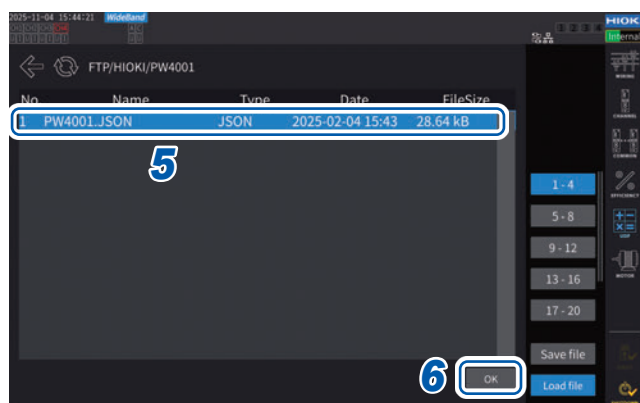 2025-11-04 15:44:21 WideBand
HIOK
Internal
FTP/HIOKI/PW4001
WIRING
No. Name Type Date FileSize
1 PW4001.JSON JSON 2025-02-04 15:43 28.64 kB
CHANNEL
5
COMMON
1 - 4
EFFICIENCY
5 - 8
UDF
9 - 12
MOTOR
13 - 16
17 - 20
Save file
6
OK
Load file